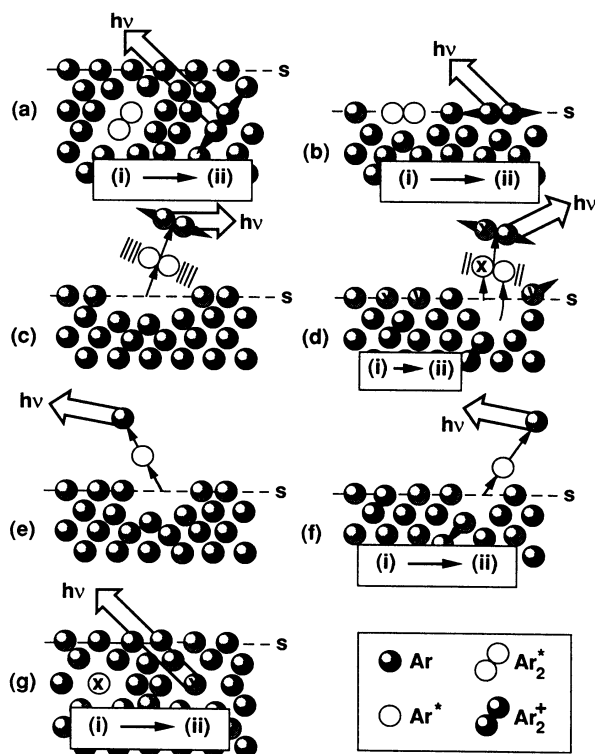 hν
s
hν
(a)
s
(b)
(i) → (ii)
(i) → (ii)
hν
hν
x
s
s
(c)
(d)
(i) → (ii)
hν
hν
s
s
(e)
(f)
(i) → (ii)
hν
s
(g)
x
Ar
Ar₂*
(i) → (ii)
Ar*
Ar₂⁺